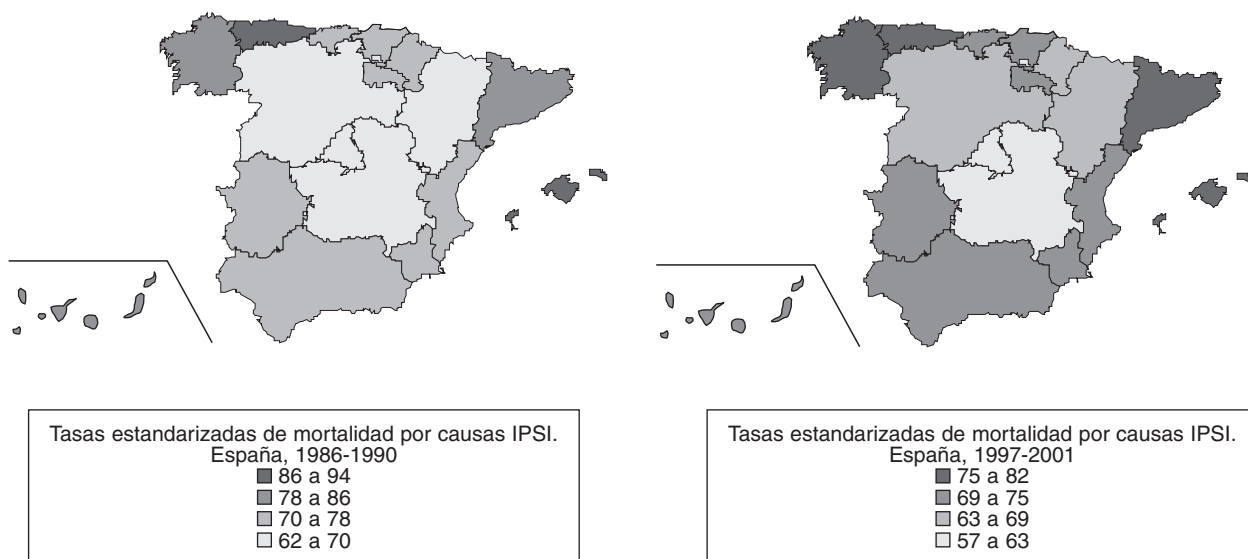 Tasas estandarizadas de mortalidad por causas IPSI.
España, 1986-1990
86 a 94
78 a 86
70 a 78
62 a 70
Tasas estandarizadas de mortalidad por causas IPSI.
España, 1997-2001
75 a 82
69 a 75
63 a 69
57 a 63